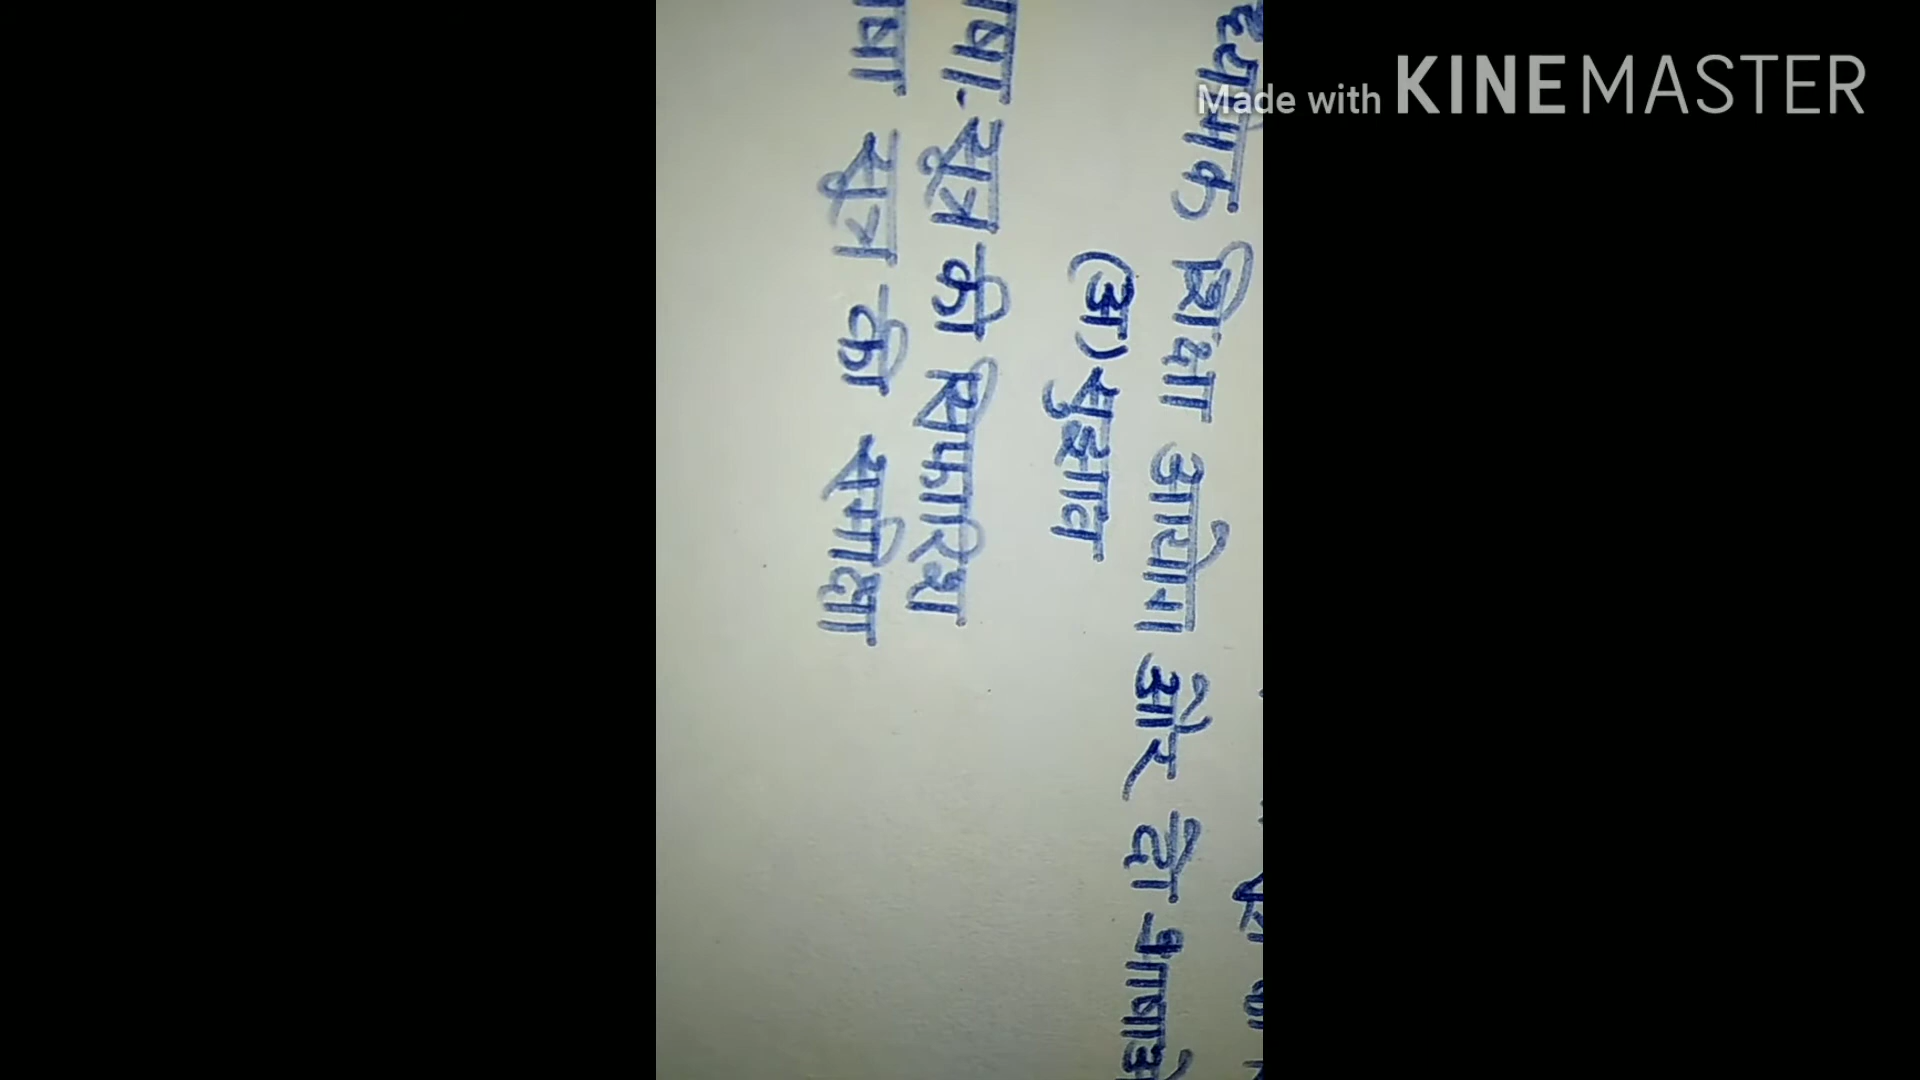 शिक्षा आयोग और दो भाषाओ
(आ) सुझाव
सूत्र की सिफारिश
सूत्र की समीक्षा
Made with KINEMASTER